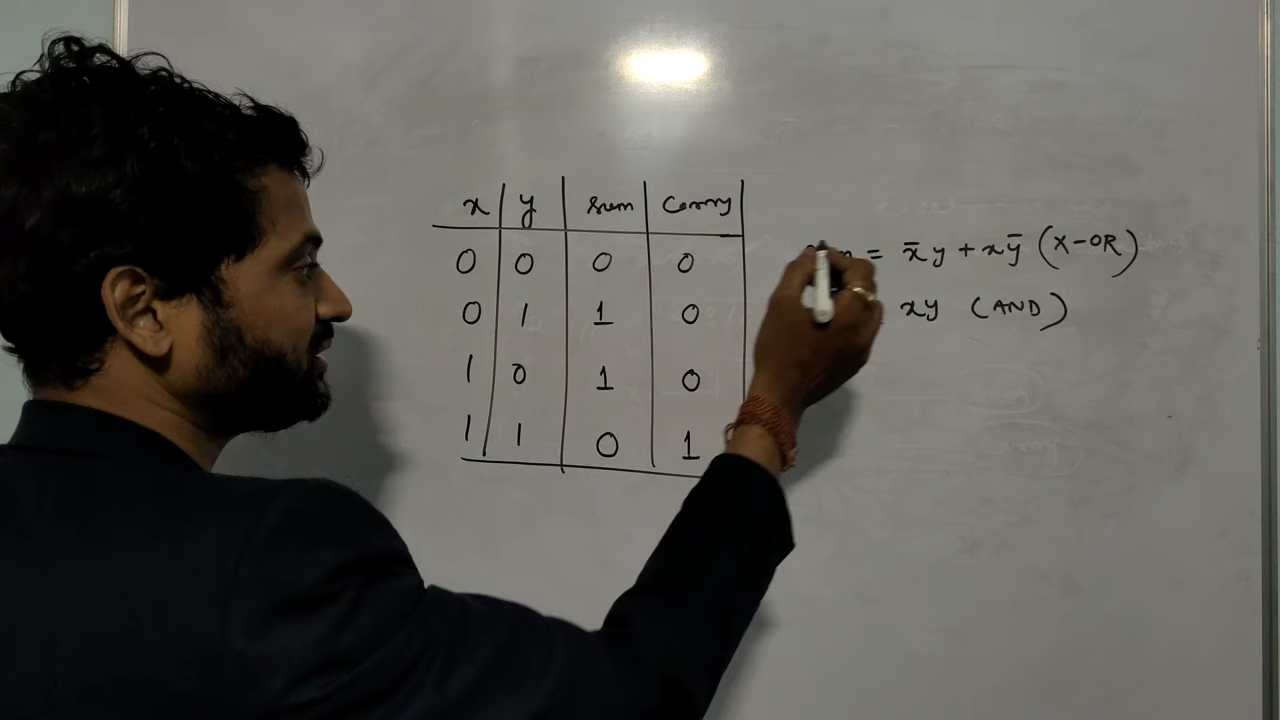 x y Sum Carry
0 0 0 0
0 1 1 0
1 0 1 0
1 1 0 1
= x̄y + xȳ (X-OR)
xy (AND)